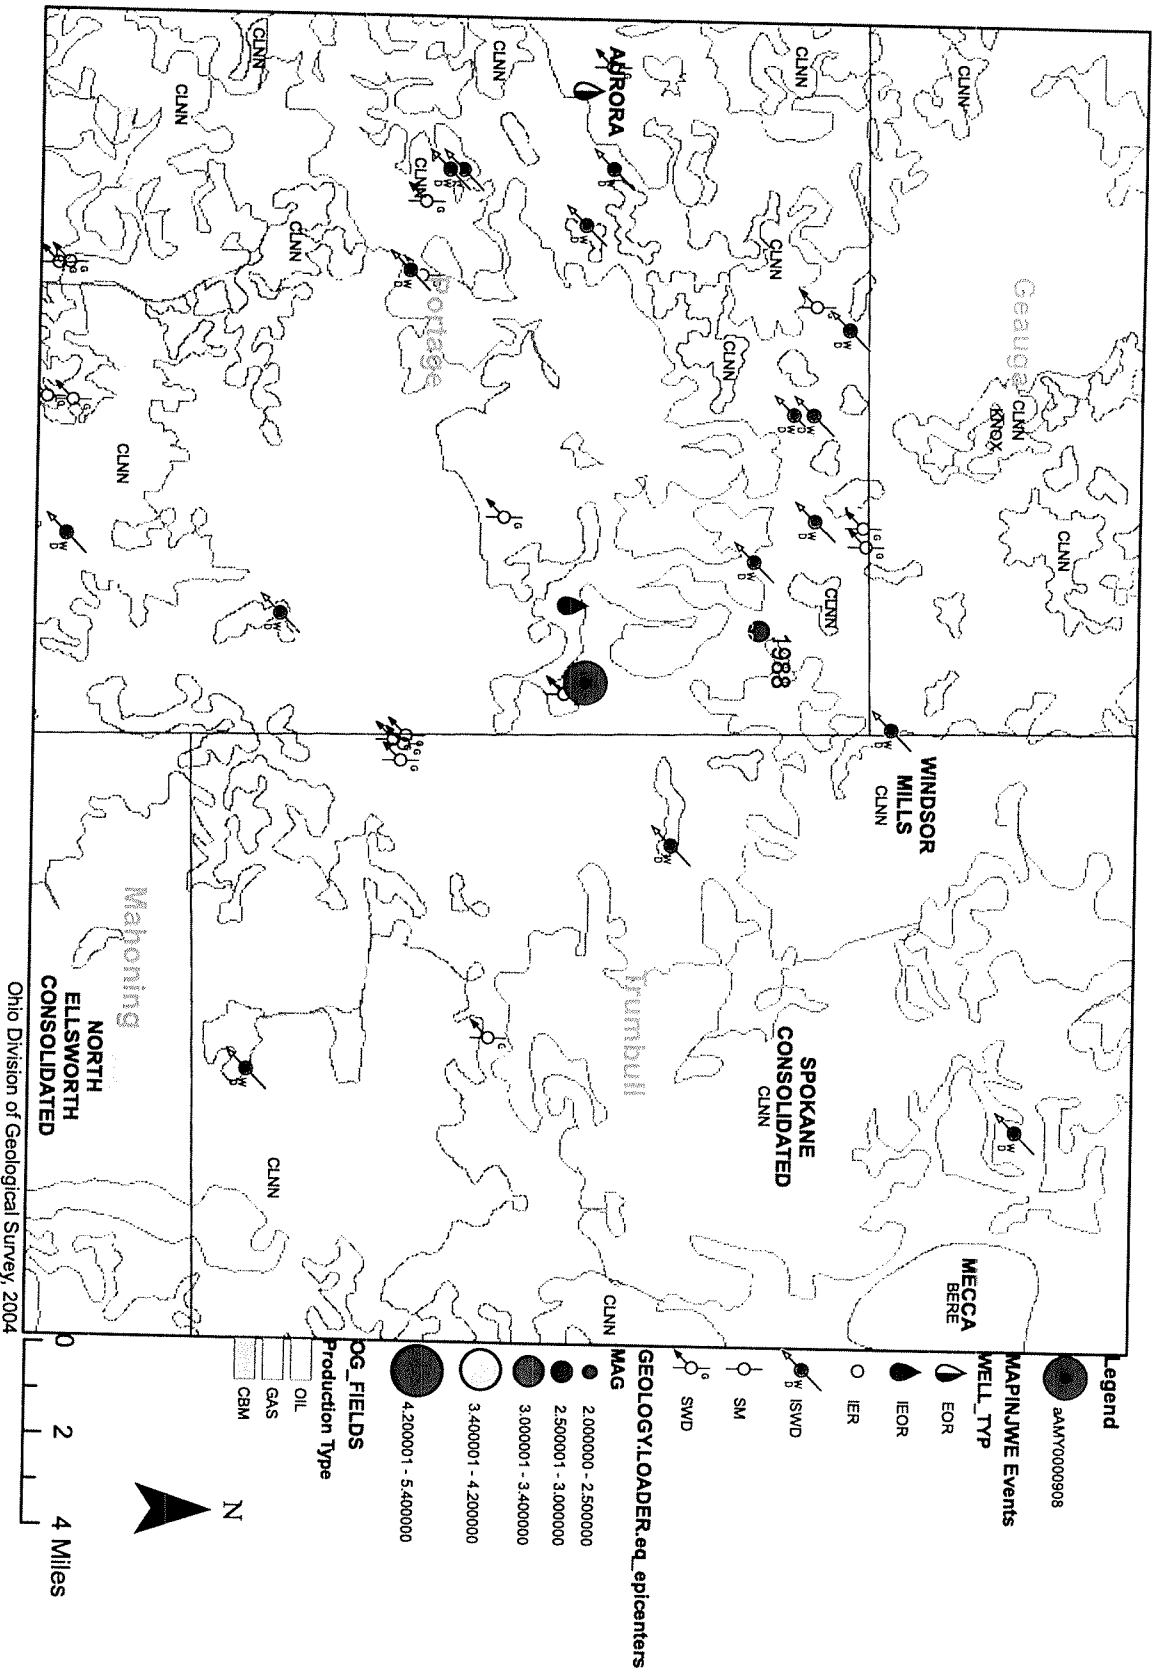 Geauga
Portage
Trumbull
Mahoning
AURORA
WINDSOR
MILLS
CLNN
SPOKANE
CONSOLIDATED
CLNN
MECCA
BERE
NORTH
ELLSWORTH
CONSOLIDATED
1988
CLNN
CLNN
KNOX
CLNN
CLNN
CLNN
CLNN
CLNN
CLNN
CLNN
CLNN
CLNN
CLNN
CLNN
CLNN
CLNN
Ohio Division of Geological Survey, 2004
Legend
aAMY0000908
MAPINJWE Events
WELL_TYP
EOR
IEOR
IER
ISWD
SM
SWD
GEOLOGY.LOADER.eq_epicenters
MAG
2.000000 - 2.500000
2.500001 - 3.000000
3.000001 - 3.400000
3.400001 - 4.200000
4.200001 - 5.400000
OG_FIELDS
Production Type
OIL
GAS
CBM
0 2 4 Miles
N